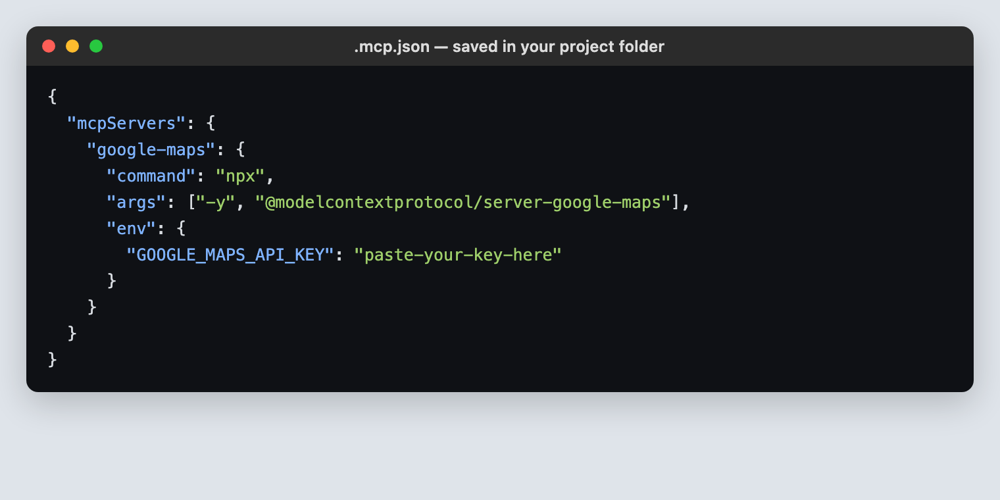 .mcp.json — saved in your project folder
{
  "mcpServers": {
    "google-maps": {
      "command": "npx",
      "args": ["-y", "@modelcontextprotocol/server-google-maps"],
      "env": {
        "GOOGLE_MAPS_API_KEY": "paste-your-key-here"
      }
    }
  }
}